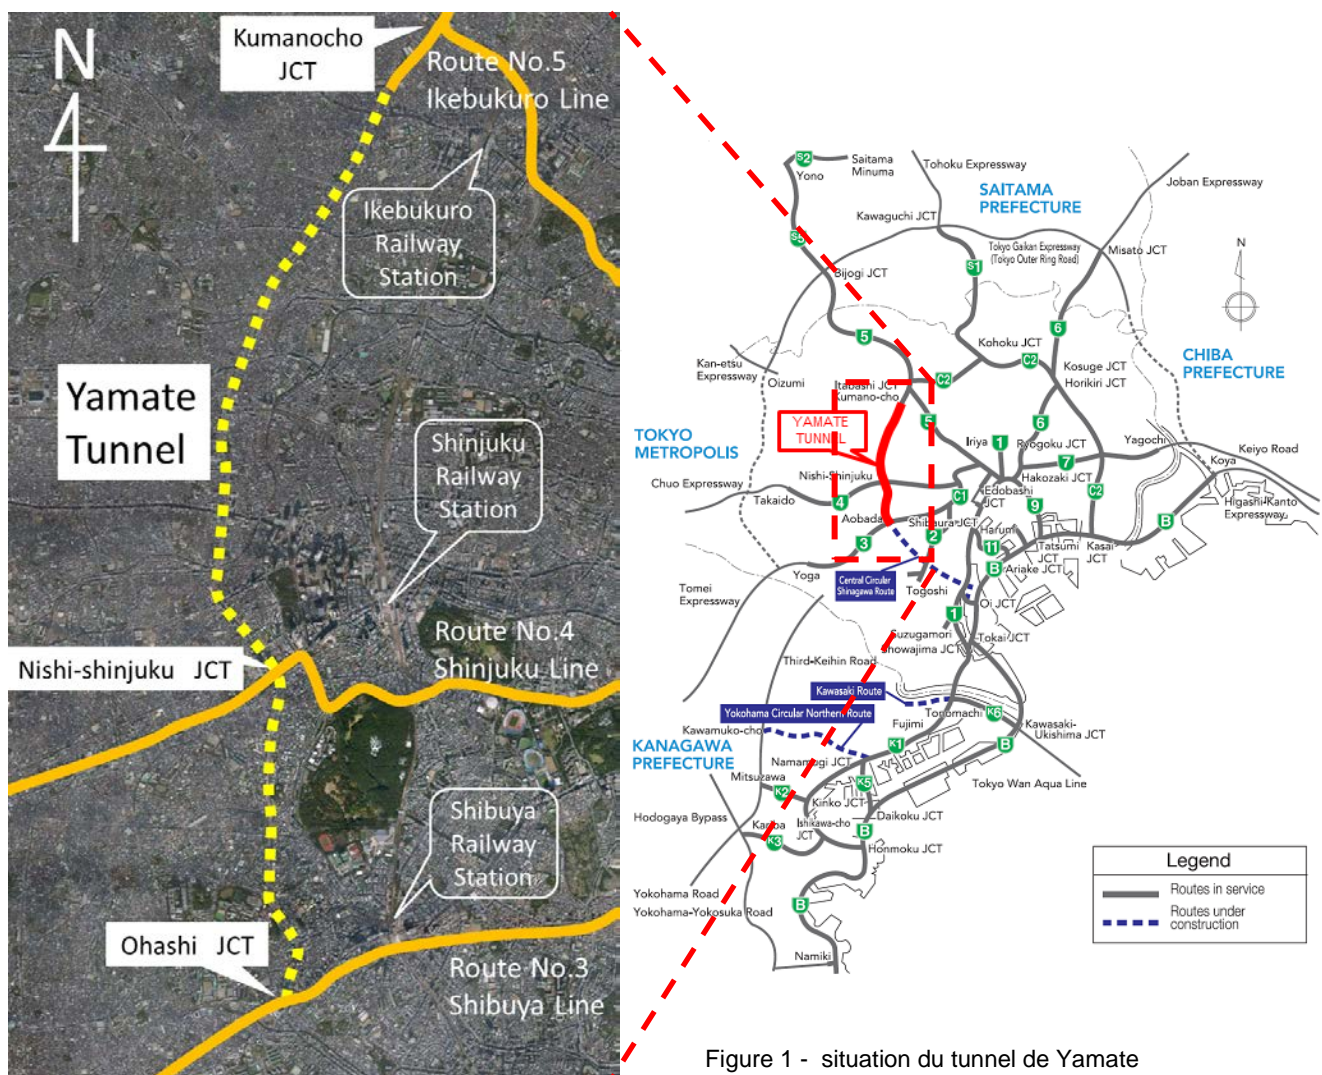 Kumanocho
JCT
N
Route No.5
Ikebukuro Line
Ikebukuro
Railway
Station
Yamate
Tunnel
Shinjuku
Railway
Station
Route No.4
Shinjuku Line
Nishi-shinjuku JCT
Shibuya
Railway
Station
Ohashi JCT
Route No.3
Shibuya Line
S2
Saitama
Minuma
Yono
Tohoku Expressway
SAITAMA
PREFECTURE
Joban Expressway
Kawaguchi JCT
S5
Tokyo Gaikan Expressway
(Tokyo Outer Ring Road)
Misato JCT
N
S1
Bijogi JCT
6
5
Kohoku JCT
CHIBA
PREFECTURE
Kan-etsu
Expressway
Oizumi
C2
Kosuge JCT
Horikiri JCT
Itabashi JCT
Kumano-cho
C2
YAMATE
TUNNEL
5
6
TOKYO
METROPOLIS
Iriya
1
Ryogoku JCT
Yagochi
Keiyo Road
7
Koya
Nishi-Shinjuku
Hakozaki JCT
Chuo Expressway
Takaido
4
C1
Edobashi
JCT
C2
9
Higashi-Kanto
Expressway
Aobadai
Shibaura JCT
B
3
2
Harumi
11
Tatsumi
JCT
Kasai
JCT
Yoga
B
Ariake JCT
Central Circular
Shinagawa Route
Tomei
Expressway
Togoshi
Oi JCT
1
Suzugamori
Showajima JCT
Tokai JCT
Third-Keihin Road
Kawasaki Route
Yokohama Circular Northern Route
Tonomachi
K6
Fujimi
Kawasaki-
Ukishima JCT
Kawamuko-cho
K1
B
KANAGAWA
PREFECTURE
Namamugi JCT
Mitsuzawa
K5
Tokyo Wan Aqua Line
K2
Kinko JCT
Hodogaya Bypass
Kariba
Ishikawa-cho
JCT
Daikoku JCT
B
K3
Honmoku JCT
Legend
Yokohama Road
Routes in service
B
Yokohama-Yokosuka Road
Routes under
construction
Namiki
Figure 1 - situation du tunnel de Yamate